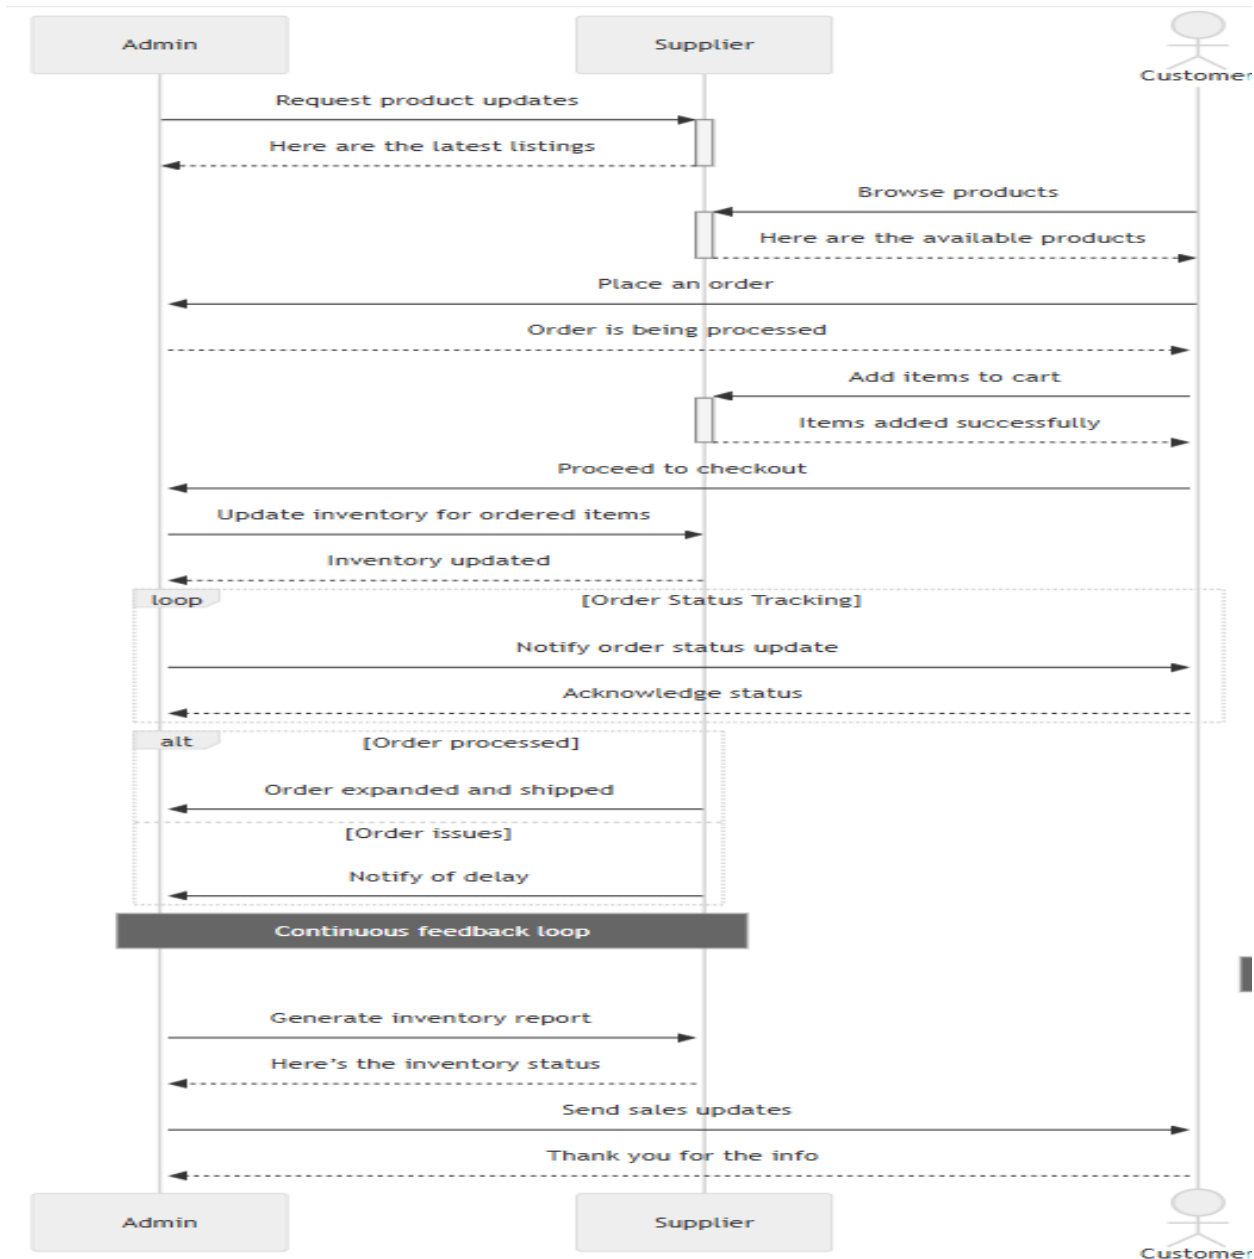 Admin
Supplier
Customer
Request product updates
Here are the latest listings
Browse products
Here are the available products
Place an order
Order is being processed
Add items to cart
Items added successfully
Proceed to checkout
Update inventory for ordered items
Inventory updated
loop
[Order Status Tracking]
Notify order status update
Acknowledge status
alt
[Order processed]
Order expanded and shipped
[Order issues]
Notify of delay
Continuous feedback loop
Generate inventory report
Here's the inventory status
Send sales updates
Thank you for the info
Admin
Supplier
Customer